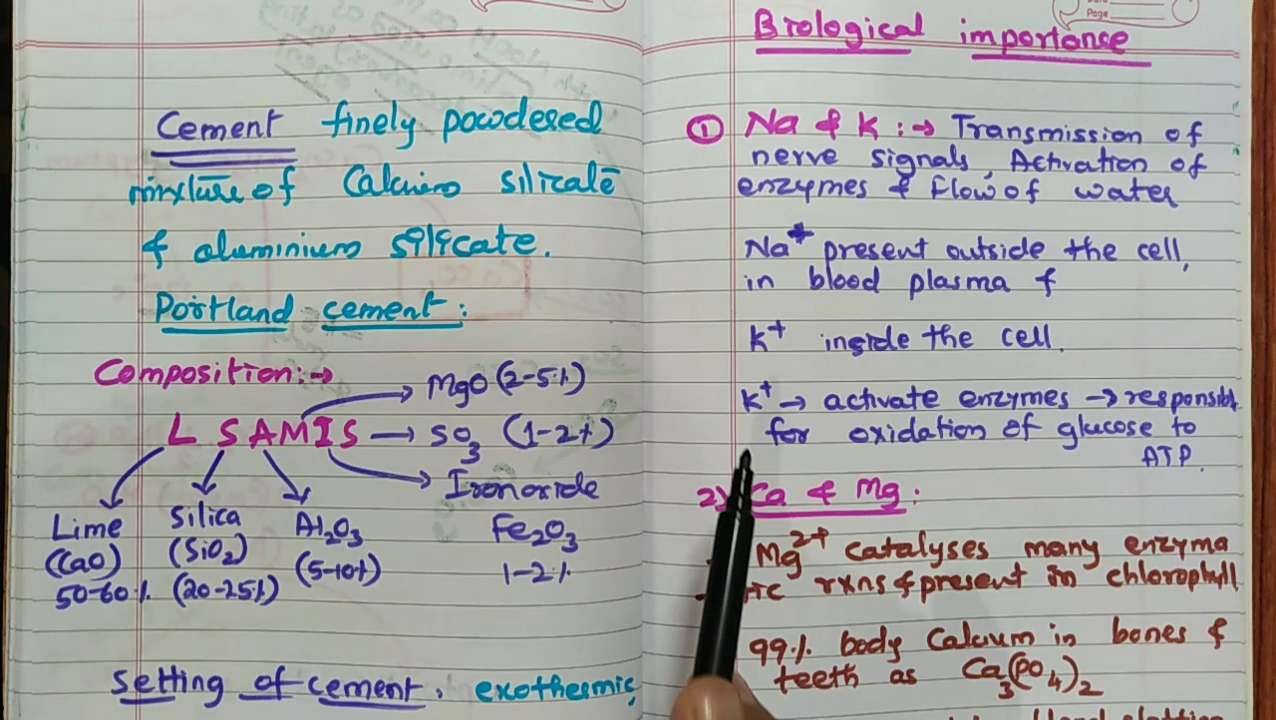 Cement finely powdered
mixture of Calcium silicate
& aluminium silicate.
Portland cement:
Composition:→
MgO (2-5%)
L S A M I S → SO3 (1-2%)
Iron oxide
Fe2O3
1-2%
Lime
(CaO)
50-60%
Silica
(SiO2)
(20-25%)
Al2O3
(5-10%)
Setting of cement. exothermic,
Page
Biological importance
① Na & K :→ Transmission of
nerve signals, Activation of
enzymes & flow of water
Na+ present outside the cell,
in blood plasma &
K+ inside the cell.
K+ → activate enzymes → responsibl
for oxidation of glucose to
ATP.
2) Ca & Mg:
Mg2+ catalyses many enzyma
tic rxns & present in chlorophyll
99% body Calcium in bones &
teeth as Ca3(PO4)2